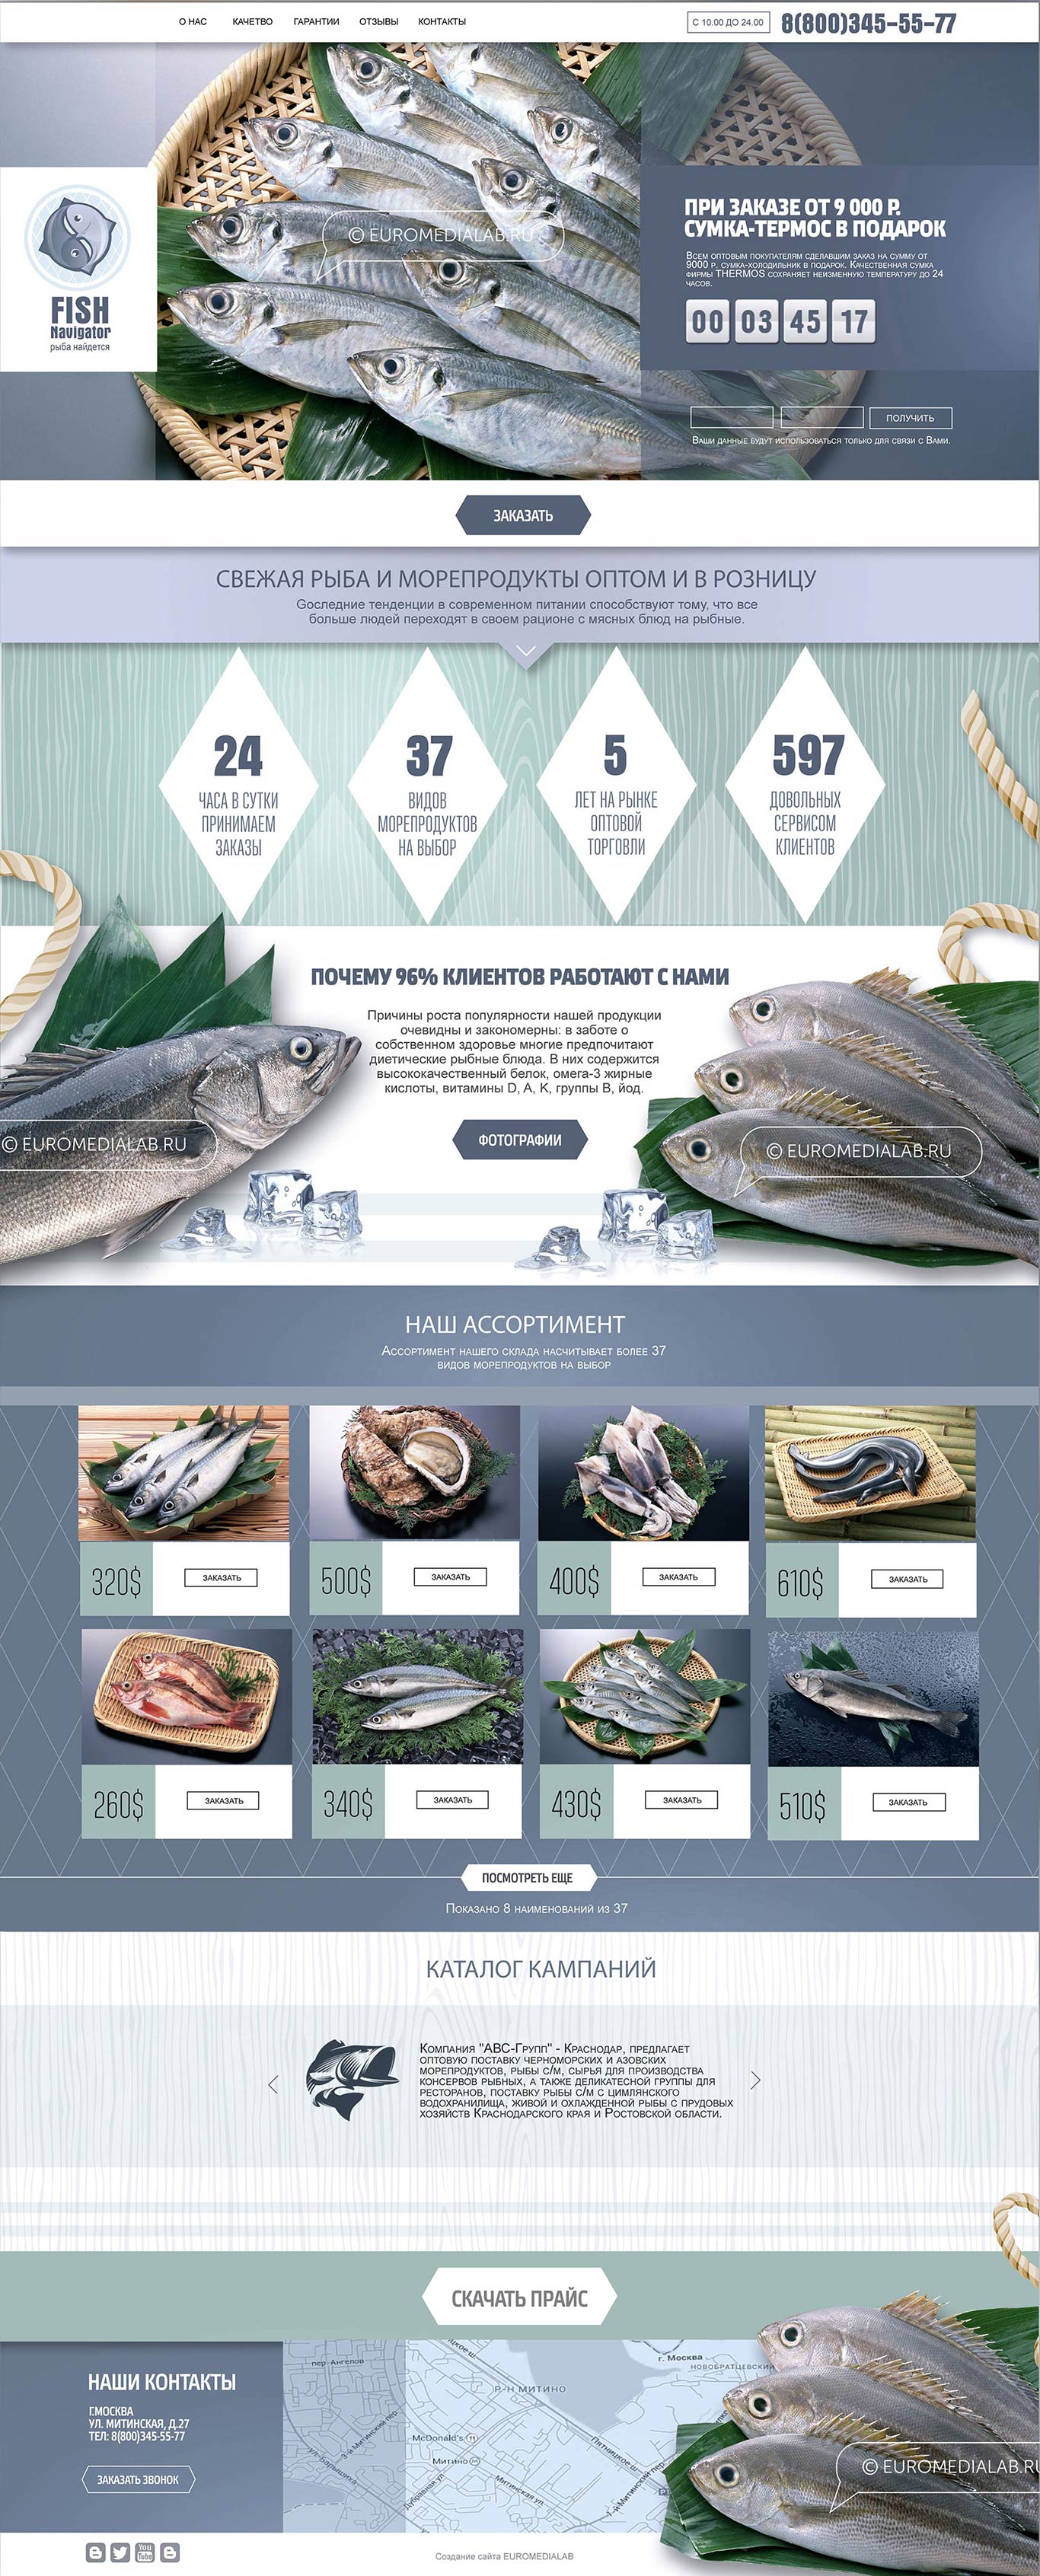 О НАС КАЧЕТВО ГАРАНТИИ ОТЗЫВЫ КОНТАКТЫ
С 10.00 ДО 24.00 8(800)345-55-77
© EUROMEDIALAB.RU
FISH
Navigator
рыба найдется
ПРИ ЗАКАЗЕ ОТ 9 000 Р.
СУМКА-ТЕРМОС В ПОДАРОК
Всем оптовым покупателям сделавшим заказ на сумму от
9000 р. сумка-холодильник в подарок. Качественная сумка
фирмы THERMOS сохраняет неизменную температуру до 24
часов.
00 03 45 17
ПОЛУЧИТЬ
Ваши данные будут использоваться только для связи с Вами.
ЗАКАЗАТЬ
СВЕЖАЯ РЫБА И МОРЕПРОДУКТЫ ОПТОМ И В РОЗНИЦУ
Gоследние тенденции в современном питании способствуют тому, что все
больше людей переходят в своем рационе с мясных блюд на рыбные.
24
ЧАСА В СУТКИ
ПРИНИМАЕМ
ЗАКАЗЫ
37
ВИДОВ
МОРЕПРОДУКТОВ
НА ВЫБОР
5
ЛЕТ НА РЫНКЕ
ОПТОВОЙ
ТОРГОВЛИ
597
ДОВОЛЬНЫХ
СЕРВИСОМ
КЛИЕНТОВ
ПОЧЕМУ 96% КЛИЕНТОВ РАБОТАЮТ С НАМИ
Причины роста популярности нашей продукции
очевидны и закономерны: в заботе о
собственном здоровье многие предпочитают
диетические рыбные блюда. В них содержится
высококачественный белок, омега-3 жирные
кислоты, витамины D, A, K, группы B, йод.
ФОТОГРАФИИ
© EUROMEDIALAB.RU
© EUROMEDIALAB.RU
НАШ АССОРТИМЕНТ
Ассортимент нашего склада насчитывает более 37
видов морепродуктов на выбор
320$ ЗАКАЗАТЬ
500$ ЗАКАЗАТЬ
400$ ЗАКАЗАТЬ
610$ ЗАКАЗАТЬ
260$ ЗАКАЗАТЬ
340$ ЗАКАЗАТЬ
430$ ЗАКАЗАТЬ
510$ ЗАКАЗАТЬ
ПОСМОТРЕТЬ ЕЩЕ
Показано 8 наименований из 37
КАТАЛОГ КАМПАНИЙ
Компания "АВС-Групп" - Краснодар, предлагает
оптовую поставку черноморских и азовских
морепродуктов, рыбы с/м, сырья для производства
консервов рыбных, а также деликатесной группы для
ресторанов, поставку рыбы с/м с цимлянского
водохранилища, живой и охлажденной рыбы с прудовых
хозяйств Краснодарского края и Ростовской области.
СКАЧАТЬ ПРАЙС
НАШИ КОНТАКТЫ
Г.МОСКВА
УЛ. МИТИНСКАЯ, Д.27
ТЕЛ: 8(800)345-55-77
ЗАКАЗАТЬ ЗВОНОК
пер. Ангелов
г. Москва
НОВОБРАТЦЕВСКИЙ
Р-Н МИТИНО
McDonald's
Митино
3-й Митинский пер.
Дубравная ул.
Митинская ул.
Пятницкое ш.
1-й Митинский пер.
© EUROMEDIALAB.RU
You
Tube
Создание сайта EUROMEDIALAB